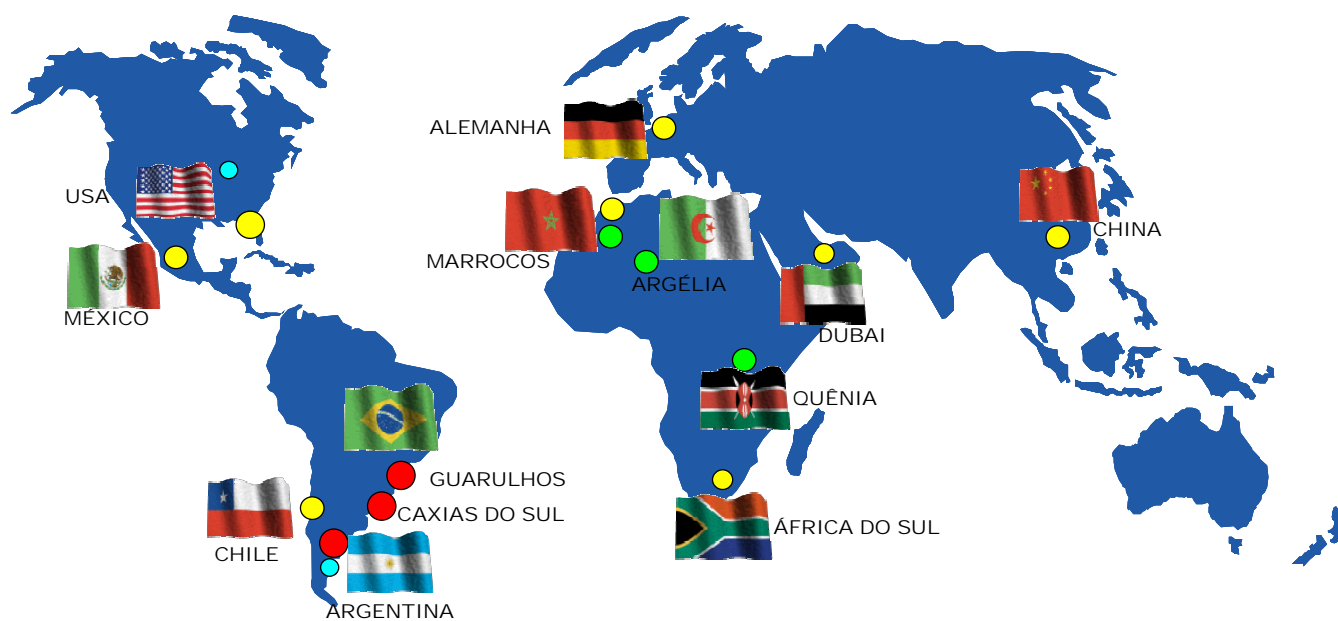 ALEMANHA
USA
CHINA
MARROCOS
ARGÉLIA
MÉXICO
DUBAI
QUÊNIA
GUARULHOS
CAXIAS DO SUL
ÁFRICA DO SUL
CHILE
ARGENTINA